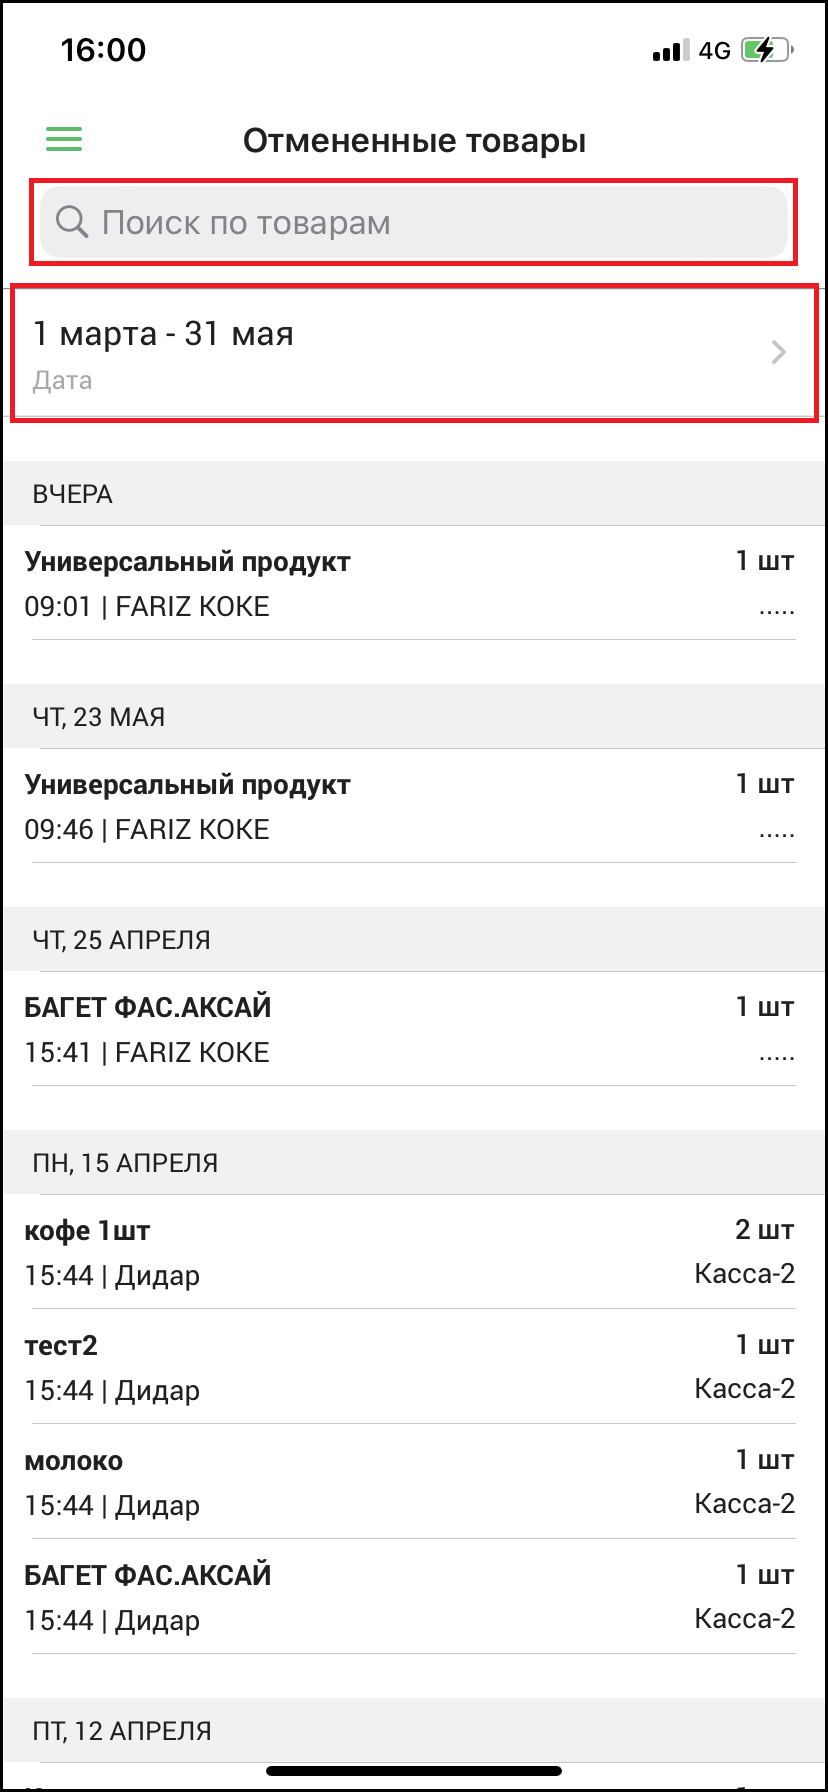 16:00 4G
Отмененные товары
Поиск по товарам
1 марта - 31 мая
Дата
ВЧЕРА
Универсальный продукт 1 шт
09:01 | FARIZ KOKE .....
ЧТ, 23 МАЯ
Универсальный продукт 1 шт
09:46 | FARIZ KOKE .....
ЧТ, 25 АПРЕЛЯ
БАГЕТ ФАС.АКСАЙ 1 шт
15:41 | FARIZ KOKE .....
ПН, 15 АПРЕЛЯ
кофе 1шт 2 шт
15:44 | Дидар Касса-2
тест2 1 шт
15:44 | Дидар Касса-2
молоко 1 шт
15:44 | Дидар Касса-2
БАГЕТ ФАС.АКСАЙ 1 шт
15:44 | Дидар Касса-2
ПТ, 12 АПРЕЛЯ